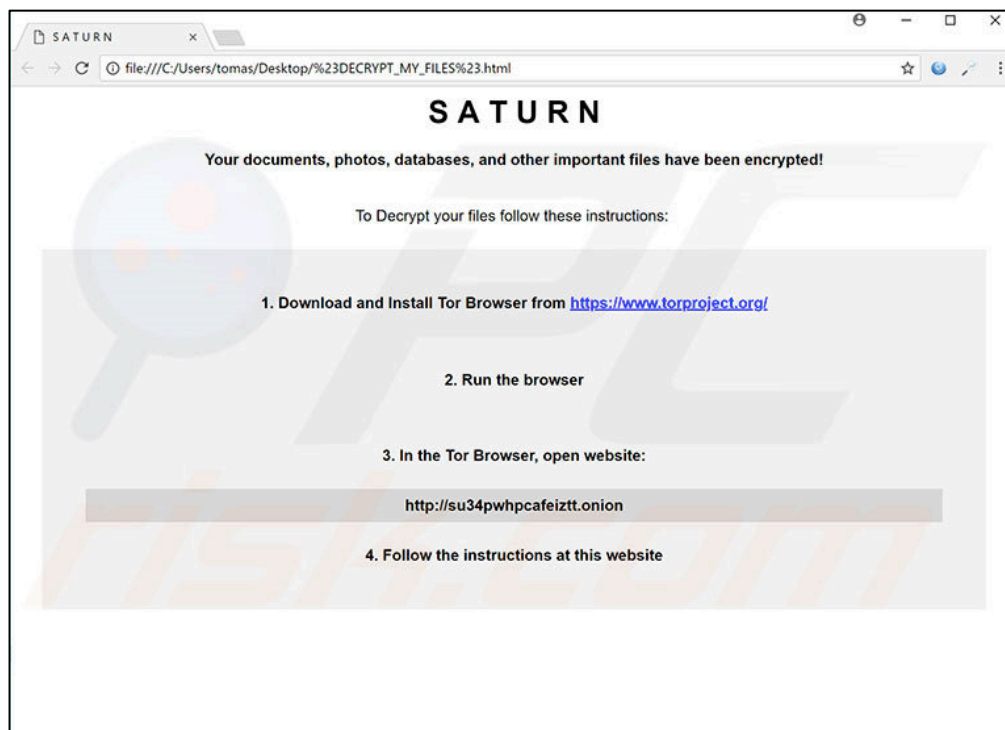 SATURN
file:///C:/Users/tomas/Desktop/%23DECRYPT_MY_FILES%23.html
SATURN
Your documents, photos, databases, and other important files have been encrypted!
To Decrypt your files follow these instructions:
1. Download and Install Tor Browser from https://www.torproject.org/
2. Run the browser
3. In the Tor Browser, open website:
http://su34pwhpcafeiztt.onion
4. Follow the instructions at this website
PC
risk.com